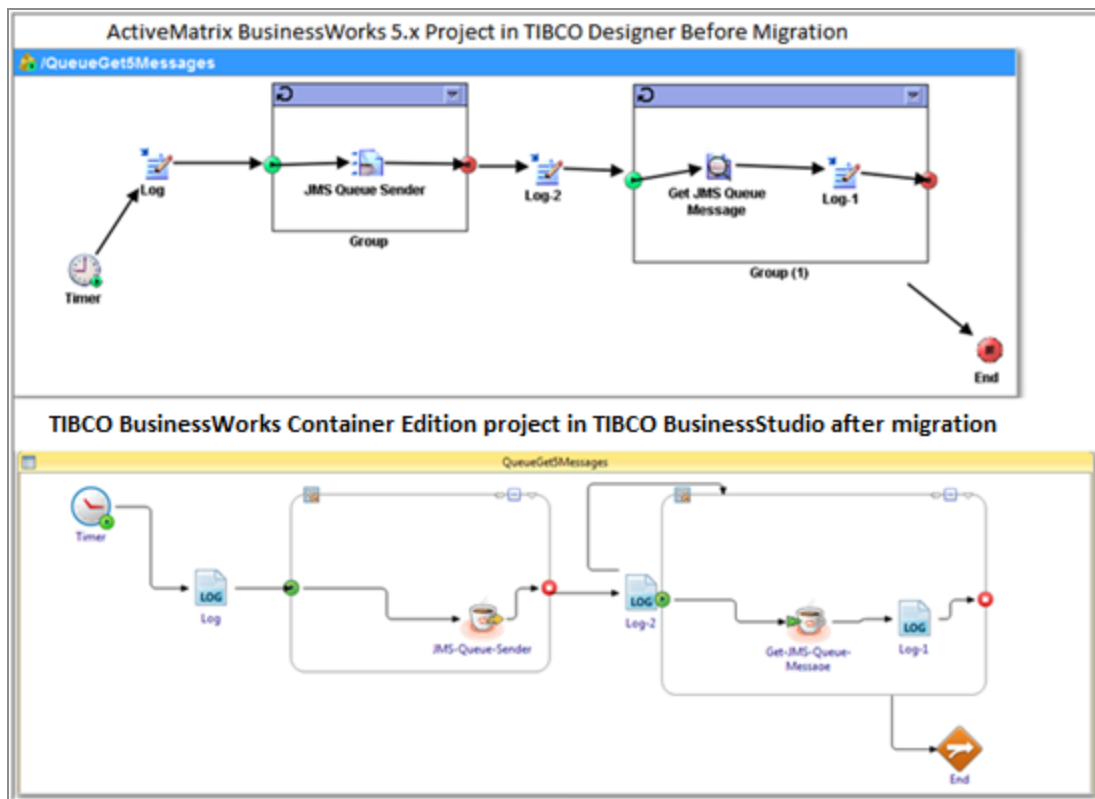 ActiveMatrix BusinessWorks 5.x Project in TIBCO Designer Before Migration
/QueueGet5Messages
Log
JMS Queue Sender
Log-2
Get JMS Queue
Message
Log-1
Group
Group (1)
Timer
End
TIBCO BusinessWorks Container Edition project in TIBCO BusinessStudio after migration
QueueGet5Messages
Timer
LOG
Log
JMS-Queue-Sender
LOG
Log-2
Get-JMS-Queue-
Message
LOG
Log-1
End